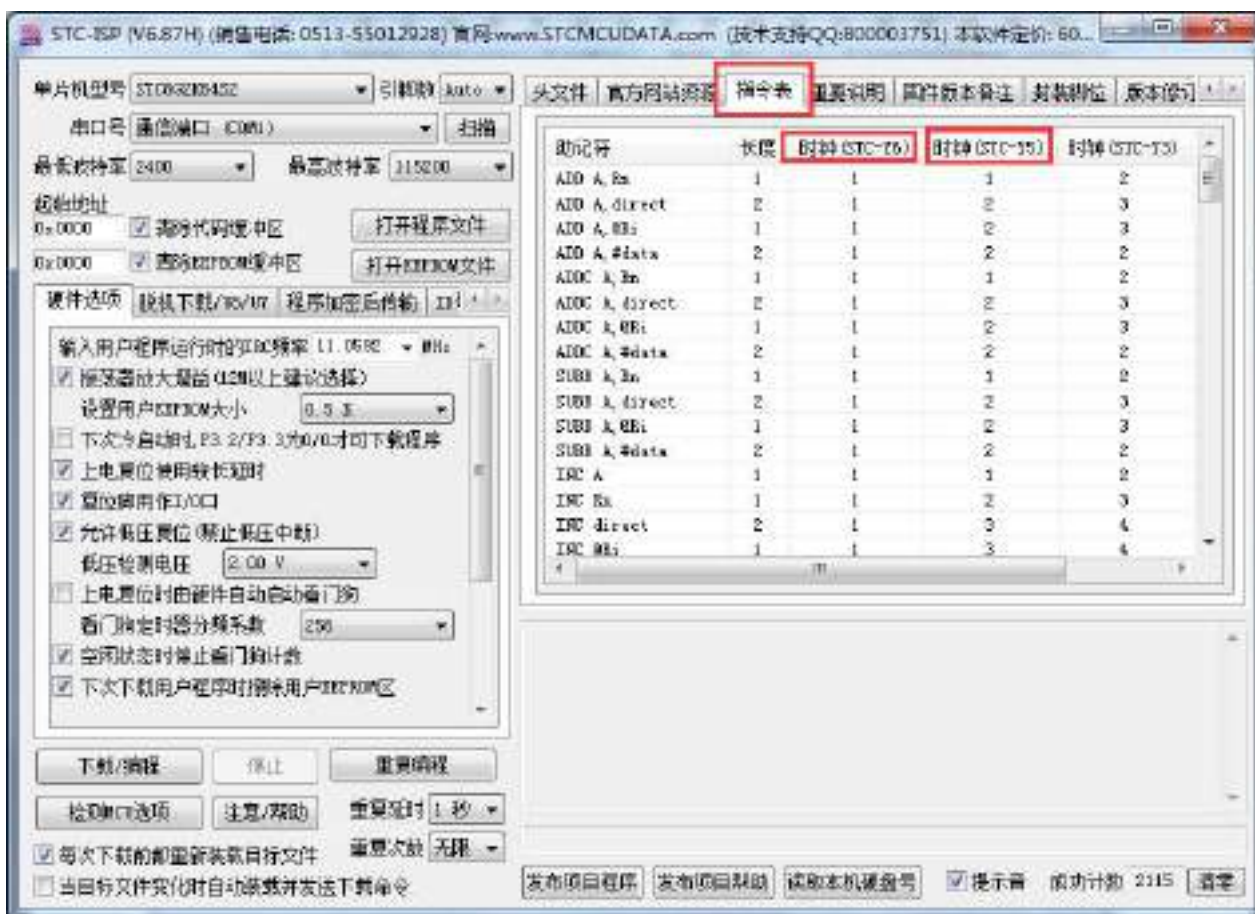 STC-ISP (V6.87H) (销售电话: 0513-55012928) 官网:www.STCMCUDATA.com (技术支持QQ:800003751) 本软件定价: 60...
单片机型号 引脚数 Auto
串口号 通信端口 (COM1) 扫描
最低波特率 2400 最高波特率 115200
起始地址
0x0000 清除代码缓冲区 打开程序文件
0x0000 清除EEPROM缓冲区 打开EEPROM文件
硬件选项 脱机下载/U8/U7 程序加密后传输
输入用户程序运行时的IRC频率 11.0592 MHz
振荡器放大增益(12M以上建议选择)
设置用户EEPROM大小 0.5 K
下次冷启动时,P3.2/P3.3为0/0才可下载程序
上电复位使用较长延时
复位脚用作I/O口
允许低压复位(禁止低压中断)
低压检测电压 2.00 V
上电复位时由硬件自动启动看门狗
看门狗定时器分频系数 256
空闲状态时停止看门狗计数
下次下载用户程序时擦除用户EEPROM区
下载/编程 停止 重复编程
检测MCU选项 注意/帮助 重复延时 1 秒
每次下载前都重新装载目标文件 重复次数 无限
当目标文件变化时自动装载并发送下载命令
头文件 官方网站资源 指令表 重要说明 固件版本备注 封装脚位 版本修订
助记符 长度 时钟(STC-Y6) 时钟(STC-Y5) 时钟(STC-Y3)
ADD A,Rn 1 1 1 2
ADD A,direct 2 1 2 3
ADD A,@Ri 1 1 2 3
ADD A,#data 2 1 2 2
ADDC A,Rn 1 1 1 2
ADDC A,direct 2 1 2 3
ADDC A,@Ri 1 1 2 3
ADDC A,#data 2 1 2 2
SUBB A,Rn 1 1 1 2
SUBB A,direct 2 1 2 3
SUBB A,@Ri 1 1 2 3
SUBB A,#data 2 1 2 2
INC A 1 1 1 2
INC Rn 1 1 2 3
INC direct 2 1 3 4
INC @Ri 1 1 3 4
发布项目程序 发布项目帮助 读取本机硬盘号 提示音 成功计数 2115 清零